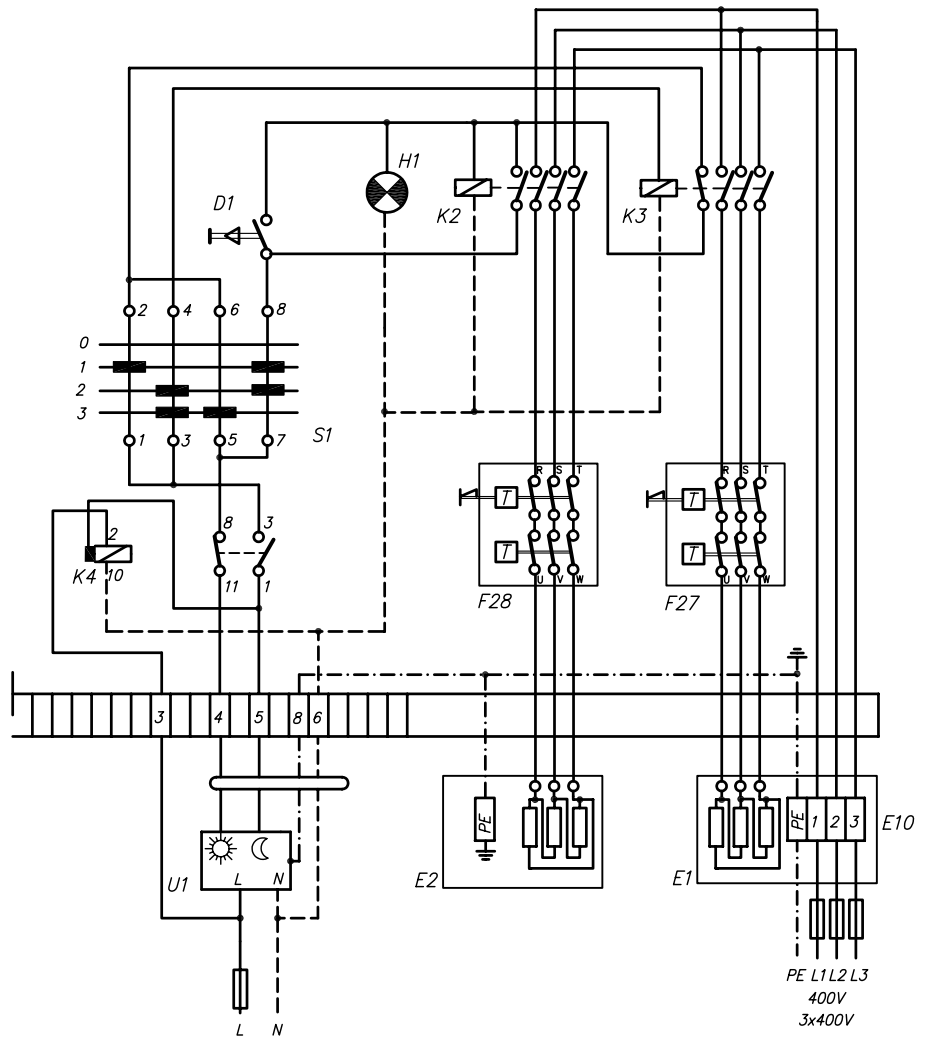 H1
D1
K2
K3
2 4 6 8
0
1
2
3
1 3 5 7
S1
R S T
R S T
T
T
T
T
U V W
U V W
F28
F27
8 3
2
K4 10
11 1
3 4 5 8 6
PE
PE 1 2 3
E10
E2
E1
U1
L N
PE L1 L2 L3
400V
3x400V
L N